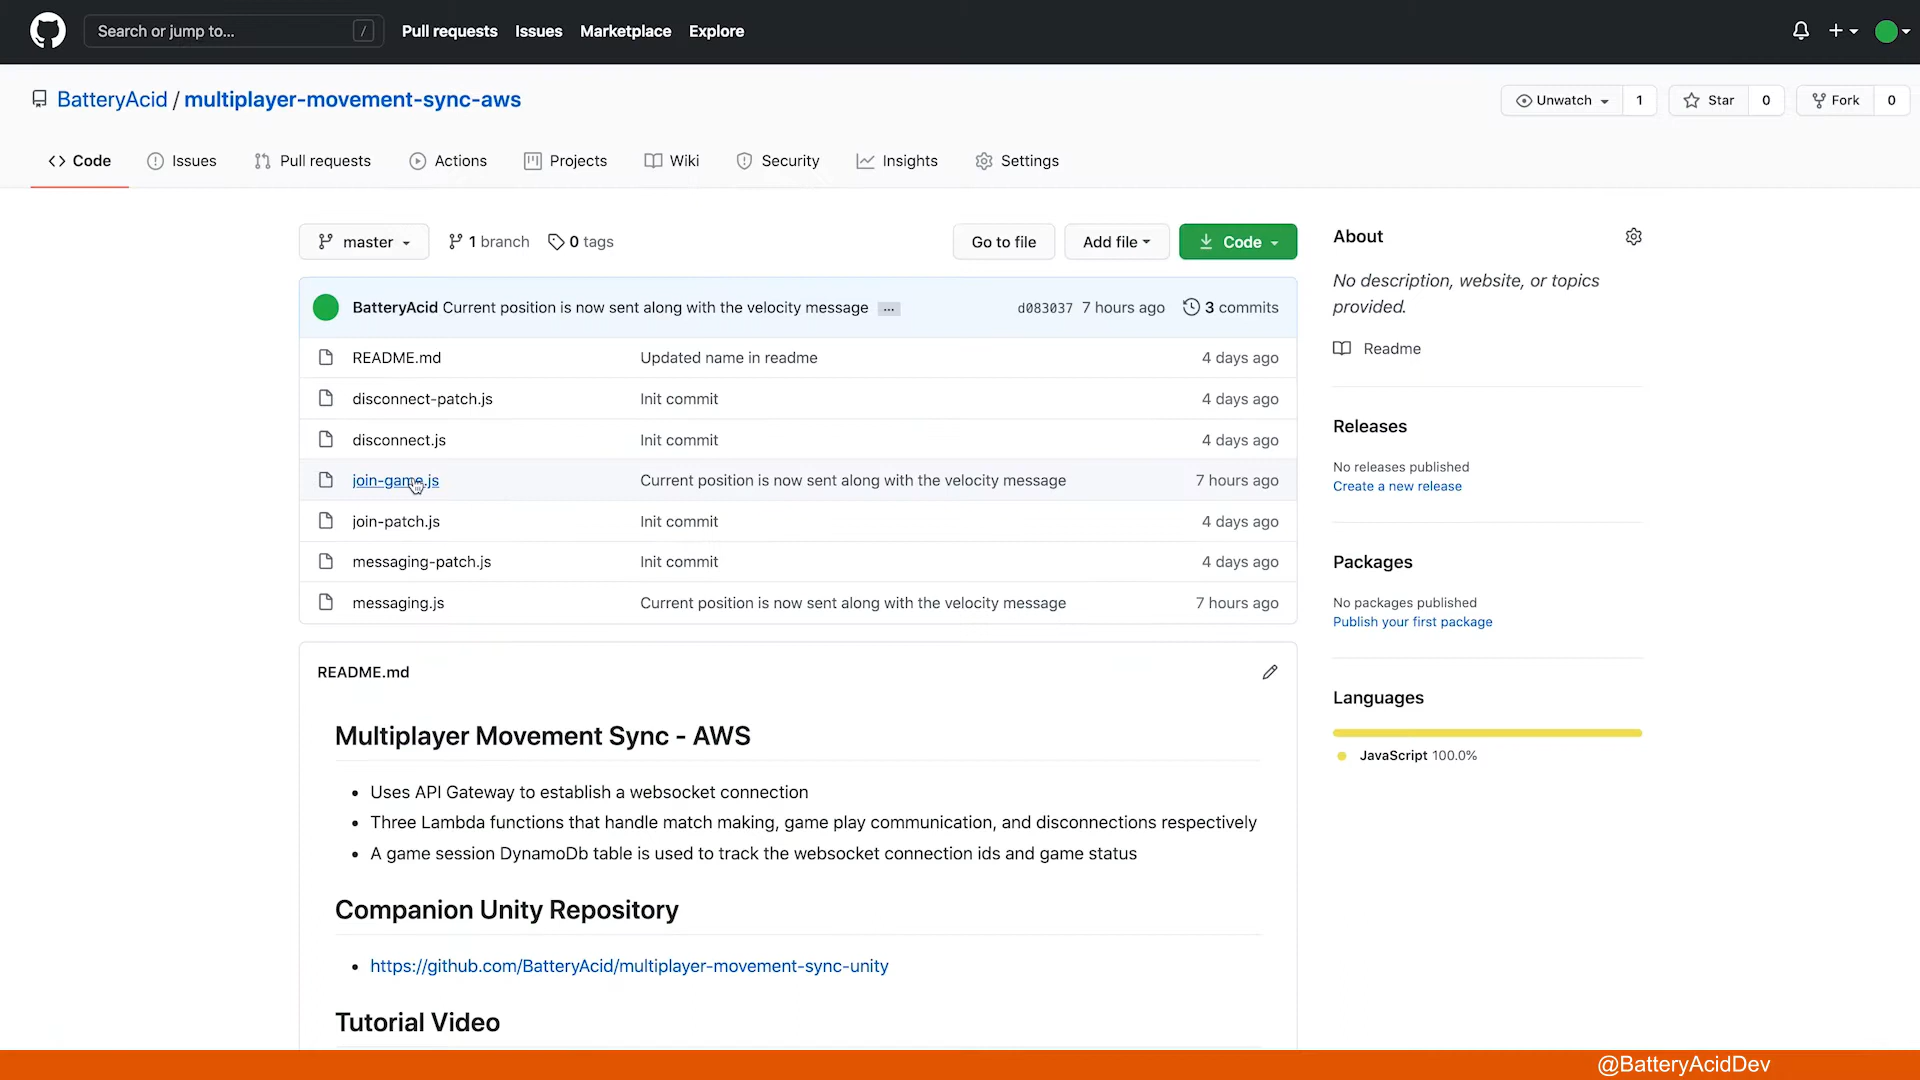 Search or jump to... /
Pull requests Issues Marketplace Explore
BatteryAcid / multiplayer-movement-sync-aws
Unwatch 1 Star 0 Fork 0
Code Issues Pull requests Actions Projects Wiki Security Insights Settings
master 1 branch 0 tags Go to file Add file Code
BatteryAcid Current position is now sent along with the velocity message ... d083037 7 hours ago 3 commits
README.md Updated name in readme 4 days ago
disconnect-patch.js Init commit 4 days ago
disconnect.js Init commit 4 days ago
join-game.js Current position is now sent along with the velocity message 7 hours ago
join-patch.js Init commit 4 days ago
messaging-patch.js Init commit 4 days ago
messaging.js Current position is now sent along with the velocity message 7 hours ago
README.md
Multiplayer Movement Sync - AWS
• Uses API Gateway to establish a websocket connection
• Three Lambda functions that handle match making, game play communication, and disconnections respectively
• A game session DynamoDb table is used to track the websocket connection ids and game status
Companion Unity Repository
• https://github.com/BatteryAcid/multiplayer-movement-sync-unity
Tutorial Video
About
No description, website, or topics
provided.
Readme
Releases
No releases published
Create a new release
Packages
No packages published
Publish your first package
Languages
JavaScript 100.0%
@BatteryAcidDev